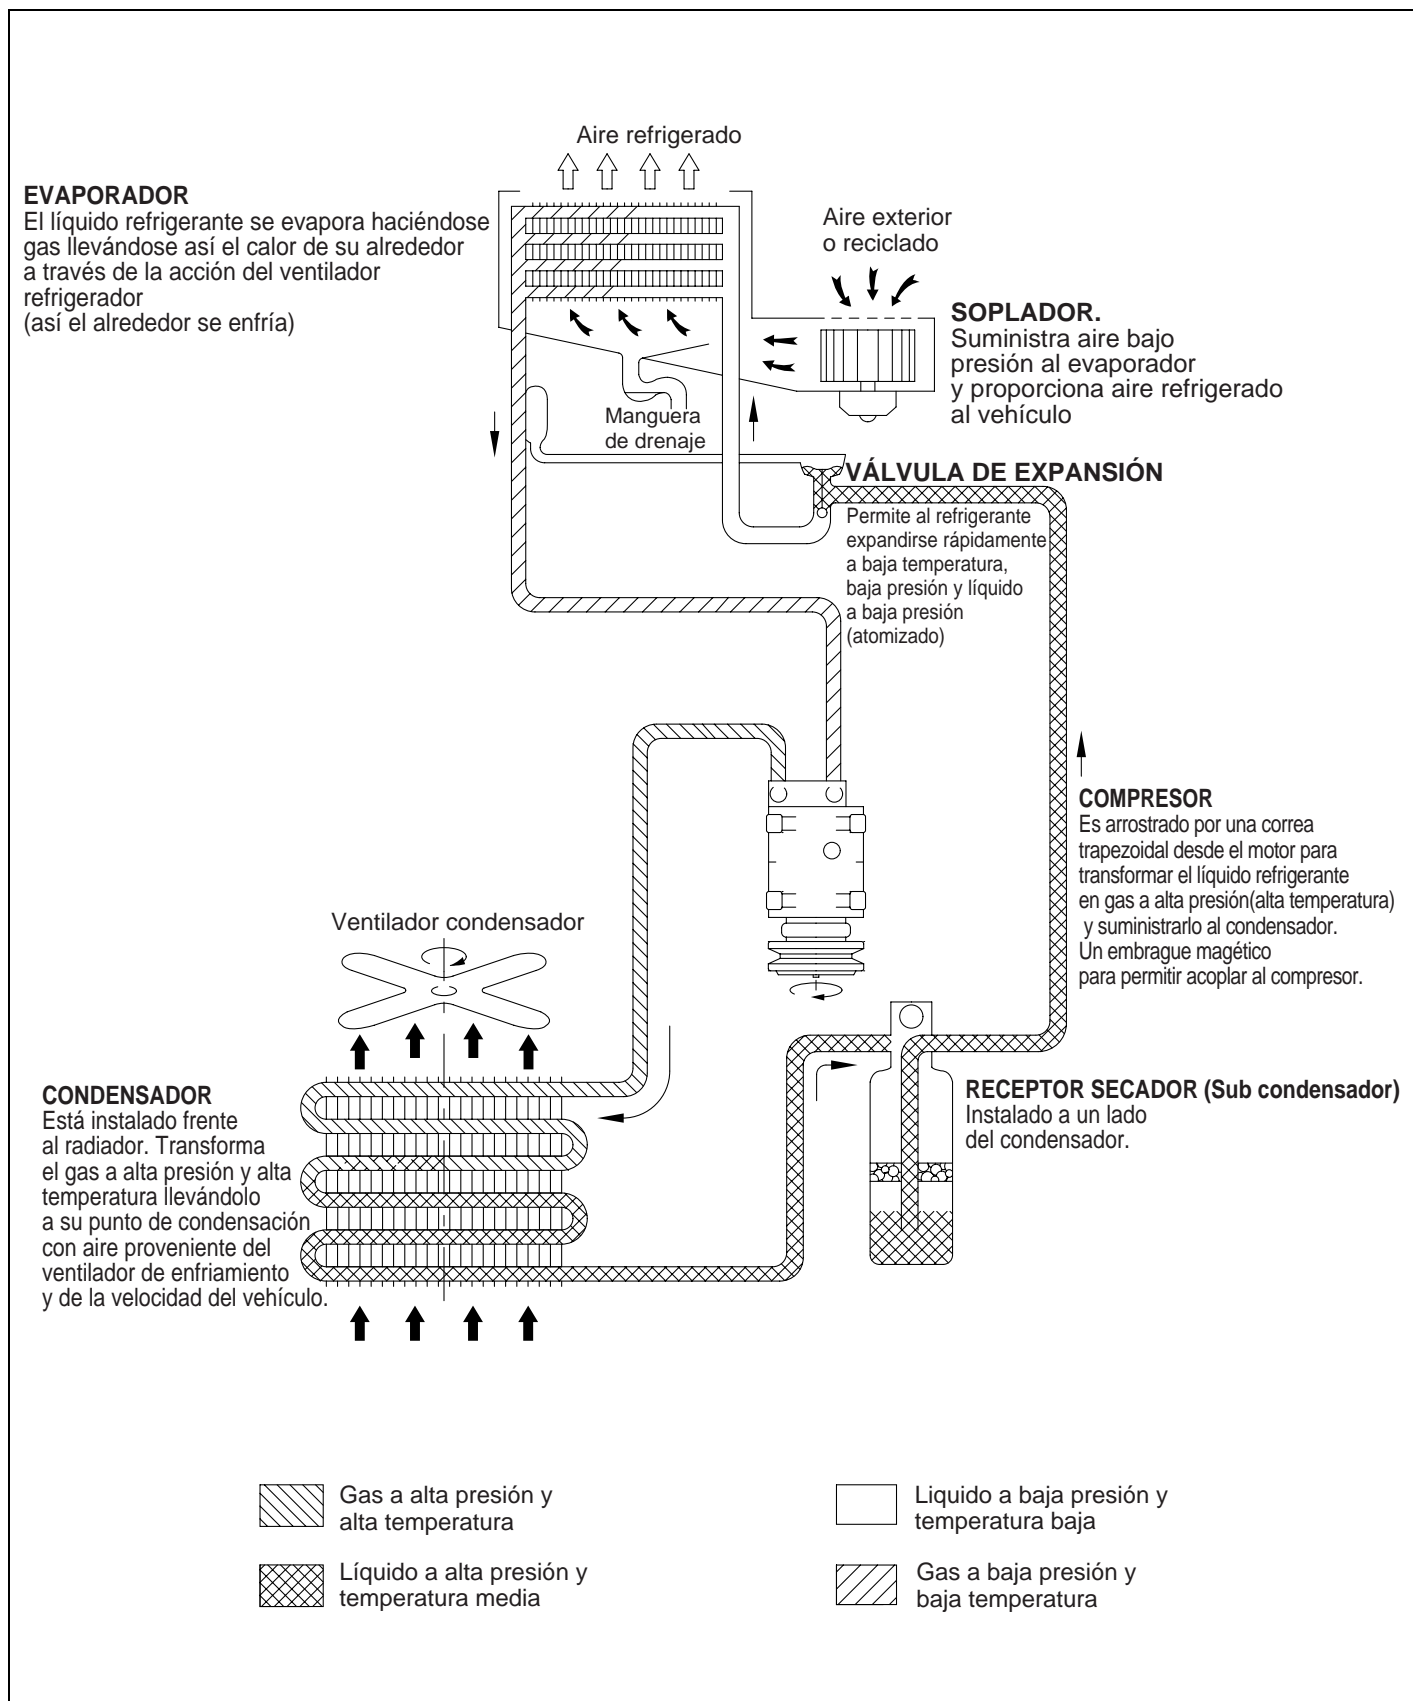 Aire refrigerado
EVAPORADOR
El líquido refrigerante se evapora haciéndose
gas llevándose así el calor de su alrededor
a través de la acción del ventilador
refrigerador
(así el alrededor se enfría)
Aire exterior
o reciclado
SOPLADOR.
Suministra aire bajo
presión al evaporador
y proporciona aire refrigerado
al vehículo
Manguera
de drenaje
VÁLVULA DE EXPANSIÓN
Permite al refrigerante
expandirse rápidamente
a baja temperatura,
baja presión y líquido
a baja presión
(atomizado)
COMPRESOR
Es arrostrado por una correa
trapezoidal desde el motor para
transformar el líquido refrigerante
en gas a alta presión(alta temperatura)
y suministrarlo al condensador.
Un embrague magético
para permitir acoplar al compresor.
Ventilador condensador
CONDENSADOR
Está instalado frente
al radiador. Transforma
el gas a alta presión y alta
temperatura llevándolo
a su punto de condensación
con aire proveniente del
ventilador de enfriamiento
y de la velocidad del vehículo.
RECEPTOR SECADOR (Sub condensador)
Instalado a un lado
del condensador.
Gas a alta presión y
alta temperatura
Líquido a alta presión y
temperatura media
Liquido a baja presión y
temperatura baja
Gas a baja presión y
baja temperatura